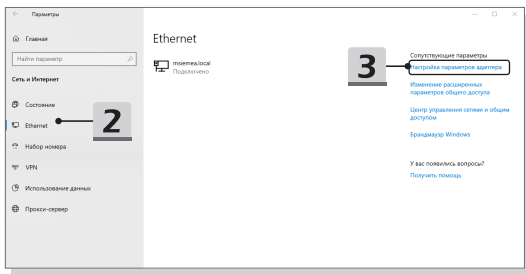 Параметры
Главная
Найти параметр
Сеть и Интернет
Состояние
Ethernet
Набор номера
VPN
Использование данных
Прокси-сервер
2
Ethernet
msiemea.local
Подключено
3
Сопутствующие параметры
Настройка параметров адаптера
Изменение расширенных
параметров общего доступа
Центр управления сетями и общим
доступом
Брандмауэр Windows
У вас появились вопросы?
Получить помощь